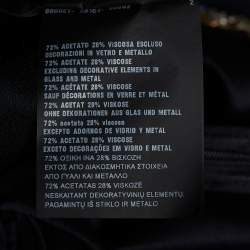 2
72% ACETATO 28% VISCOSA ESCLUSO
DECORAZIONI IN VETRO E METALLO
72% ACETATE 28% VISCOSE
EXCLUDING DECORATIVE ELEMENTS IN
GLASS AND METAL
72% ACÉTATE 28% VISCOSE
SAUF DÉCORATIONS EN VERRE ET MÉTAL
72% ACETAT 28% VISKOSE
OHNE DEKORATIONEN AUS GLAS UND METALL
72% acetato 28% viscosa
EXCEPTO ADORNOS DE VIDRIO Y METAL
72% ACETATO 28% VISCOSE
EXCETO DECORAÇÕES EM VIDRO E METAL
72% ΟΞΙΚΗ ΙΝΑ 28% ΒΙΣΚΟΖΗ
ΕΚΤΟΣ ΑΠΟ ΔΙΑΚΟΣΜΗΤΙΚΑ ΣΤΟΙΧΕΙΑ
ΑΠΟ ΓΥΑΛΙ ΚΑΙ ΜΕΤΑΛΛΟ
72% ACETATAS 28% VISKOZĖ
NESKAITANT DEKORATYVINIŲ ELEMENTŲ,
PAGAMINTŲ IŠ STIKLO IR METALO